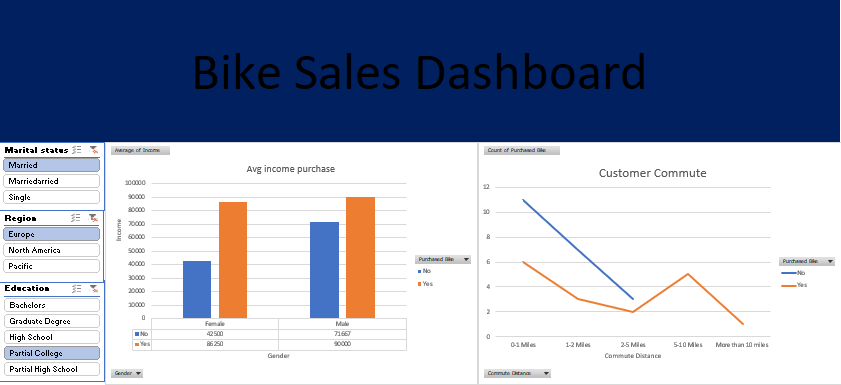 Bike Sales Dashboard
Marital states
Married
Marriedarried
Single
Region
Europe
North America
Pacific
Education
Bachelors
Graduate Degree
High School
Partial College
Partial High School
Average of Income
Avg income purchase
100000
90000
80000
70000
60000
50000
40000
30000
20000
10000
0
Income
Female Male
No 42500 71667
Yes 86250 90000
Gender
Purchased Bike
No
Yes
Gender
Count of Purchased Bike
Customer Commute
12
10
8
6
4
2
0
0-1 Miles 1-2 Miles 2-5 Miles 5-10 Miles More than 10 miles
Commute Distance
Purchased Bike
No
Yes
Commute Distance